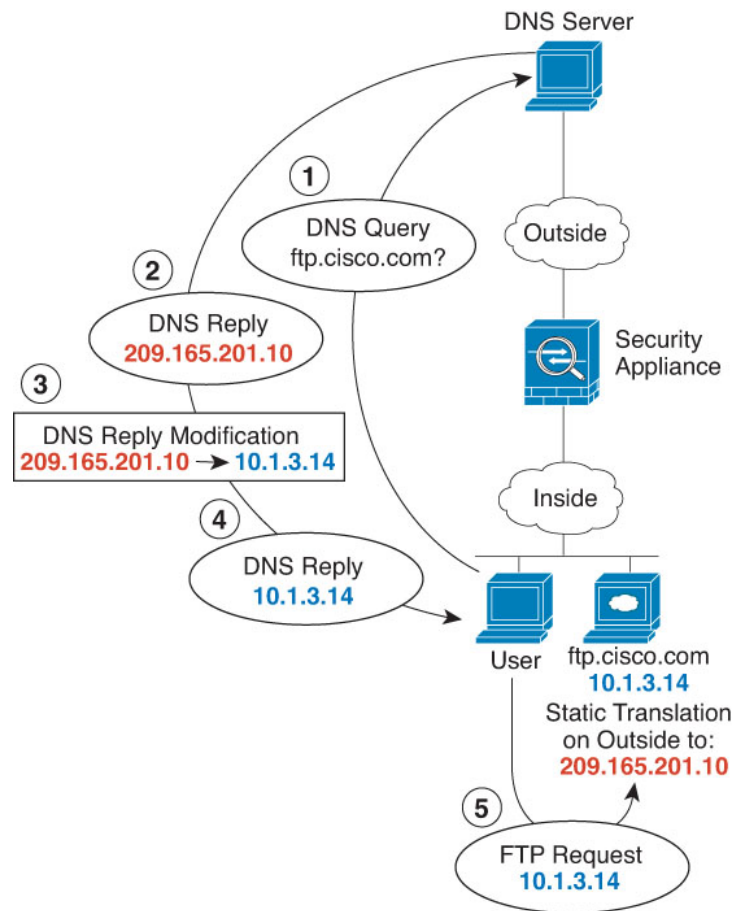 DNS Server
1
DNS Query
ftp.cisco.com?
Outside
2
DNS Reply
209.165.201.10
Security
Appliance
3
DNS Reply Modification
209.165.201.10 → 10.1.3.14
Inside
4
DNS Reply
10.1.3.14
User
ftp.cisco.com
10.1.3.14
Static Translation
on Outside to:
209.165.201.10
5
FTP Request
10.1.3.14